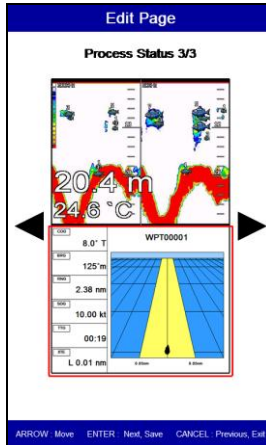 Edit Page
Process Status 3/3
20.4 m
24.6 °C
COG
8.0° T
BRG
125°m
WPT00001
RNG
2.38 nm
SOG
10.00 kt
TTG
00:19
XTE
L 0.01 nm
ARROW : Move ENTER : Next, Save CANCEL : Previous, Exit